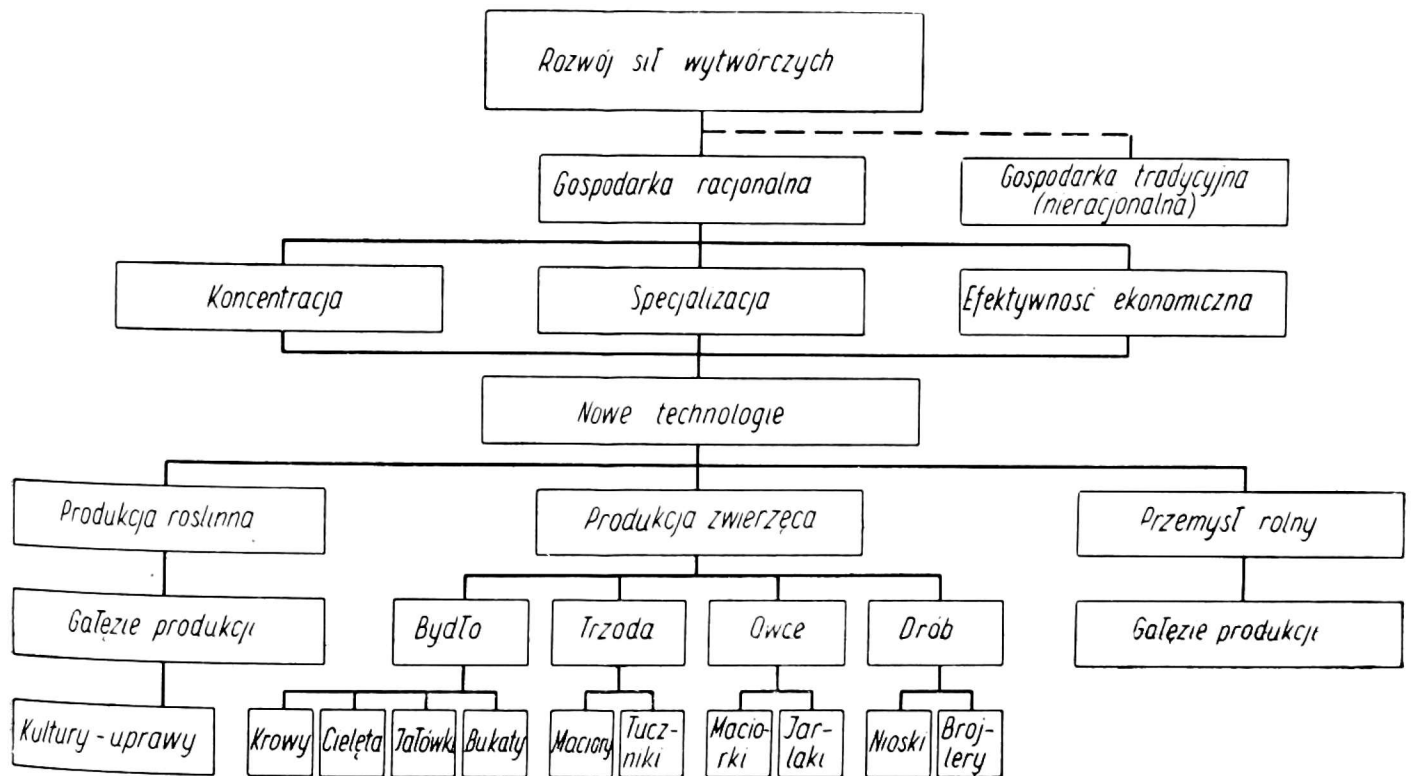 Rozwój sił wytwórczych
Gospodarka racjonalna
Gospodarka tradycyjna
(nieracjonalna)
Koncentracja
Specjalizacja
Efektywność ekonomiczna
Nowe technologie
Produkcja roślinna
Produkcja zwierzęca
Przemysł rolny
Gałęzie produkcji
Bydło
Trzoda
Owce
Drób
Gałęzie produkcji
Kultury - uprawy
Krowy
Cielęta
Jałówki
Bukaty
Maciory
Tucz-
niki
Macio-
rki
Jar-
laki
Nioski
Broj-
lery